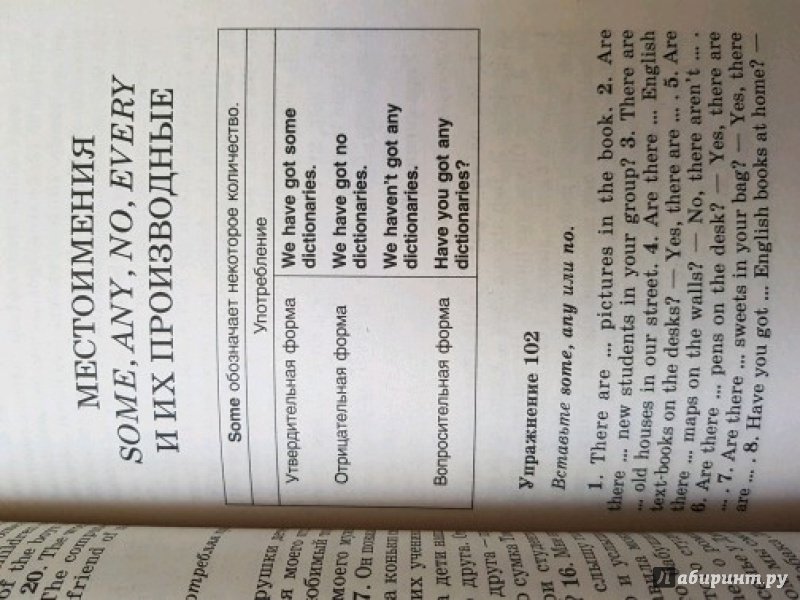 МЕСТОИМЕНИЯ
SOME, ANY, NO, EVERY
И ИХ ПРОИЗВОДНЫЕ
Some обозначает некоторое количество.
Употребление
Утвердительная форма
We have got some
dictionaries.
Отрицательная форма
We have got no
dictionaries.
We haven't got any
dictionaries.
Вопросительная форма
Have you got any
dictionaries?
Упражнение 102
Вставьте some, any или no.
1. There are ... pictures in the book. 2. Are
there ... new students in your group? 3. There are
... old houses in our street. 4. Are there ... English
text-books on the desks? — Yes, there are ... . 5. Are
there ... maps on the walls? — No, there aren't ... .
6. Are there ... pens on the desk? — Yes, there are
... . 7. Are there ... sweets in your bag? — Yes, there
are ... . 8. Have you got ... English books at home? —
of the boy
20. The
The compa
friend of a
лабиринт.ру